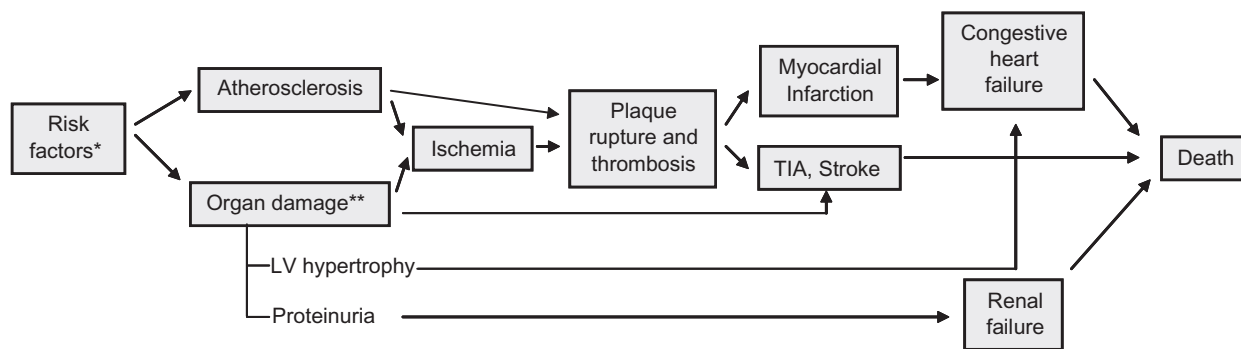 Risk
factors*
Atherosclerosis
Organ damage**
LV hypertrophy
Proteinuria
Ischemia
Plaque
rupture and
thrombosis
Myocardial
Infarction
TIA, Stroke
Congestive
heart
failure
Renal
failure
Death